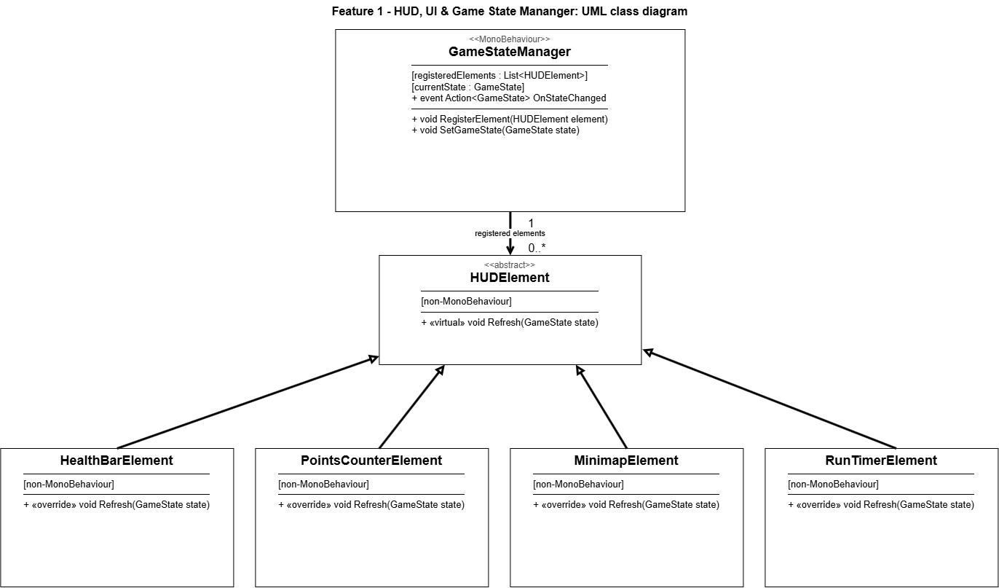 Feature 1 - HUD, UI & Game State Mananger: UML class diagram
<<MonoBehaviour>>
GameStateManager
[registeredElements : List<HUDElement>]
[currentState : GameState]
+ event Action<GameState> OnStateChanged
+ void RegisterElement(HUDElement element)
+ void SetGameState(GameState state)
1
registered elements
0..*
<<abstract>>
HUDElement
[non-MonoBehaviour]
+ «virtual» void Refresh(GameState state)
HealthBarElement
[non-MonoBehaviour]
+ «override» void Refresh(GameState state)
PointsCounterElement
[non-MonoBehaviour]
+ «override» void Refresh(GameState state)
MinimapElement
[non-MonoBehaviour]
+ «override» void Refresh(GameState state)
RunTimerElement
[non-MonoBehaviour]
+ «override» void Refresh(GameState state)